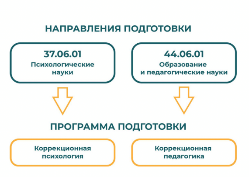 НАПРАВЛЕНИЯ ПОДГОТОВКИ
37.06.01
Психологические
науки
44.06.01
Образование
и педагогические науки
ПРОГРАММА ПОДГОТОВКИ
Коррекционная
психология
Коррекционная
педагогика